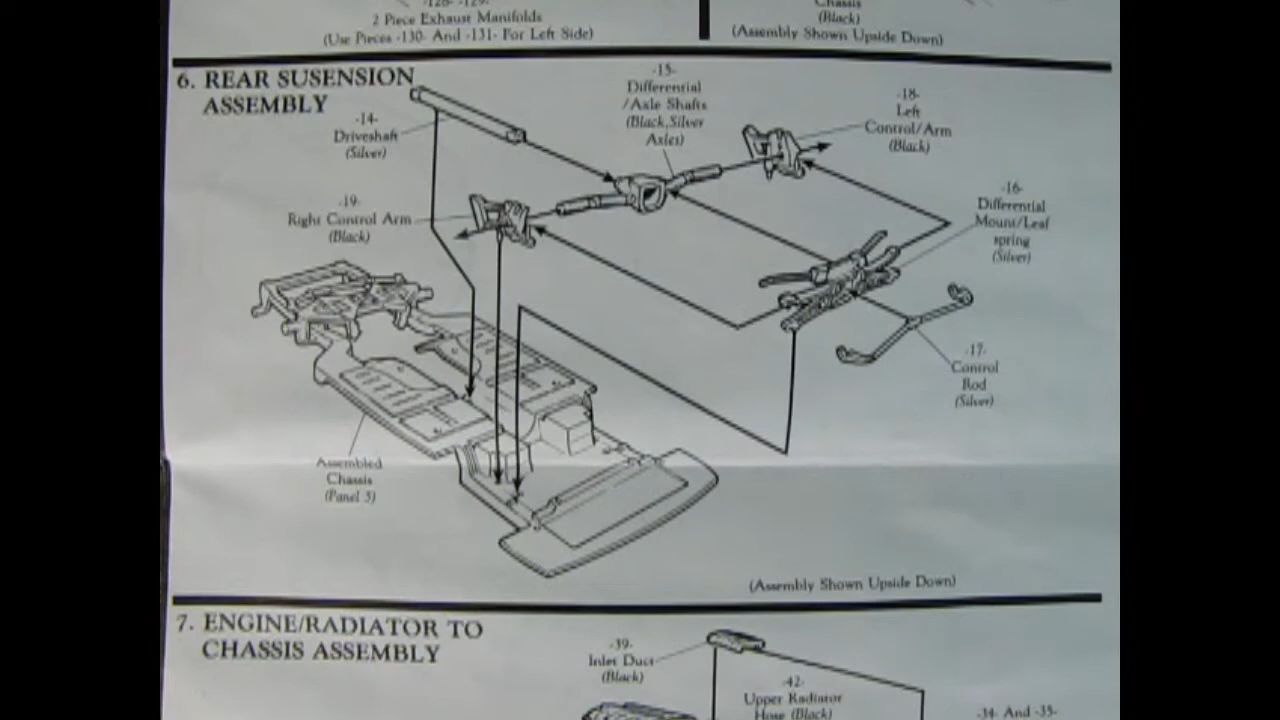 -128- -129-
2 Piece Exhaust Manifolds
(Use Pieces -130- And -131- For Left Side)
Chassis
(Black)
(Assembly Shown Upside Down)
6. REAR SUSENSION
ASSEMBLY
-14-
Driveshaft
(Silver)
-15-
Differential
/Axle Shafts
(Black,Silver
Axles)
-18-
Left
Control/Arm
(Black)
-19-
Right Control Arm
(Black)
-16-
Differential
Mount/Leaf
spring
(Silver)
-17-
Control
Rod
(Silver)
Assembled
Chassis
(Panel 5)
(Assembly Shown Upside Down)
7. ENGINE/RADIATOR TO
CHASSIS ASSEMBLY
-39-
Inlet Duct
(Black)
-42-
Upper Radiator
Hose (Black)
-34- And -35-